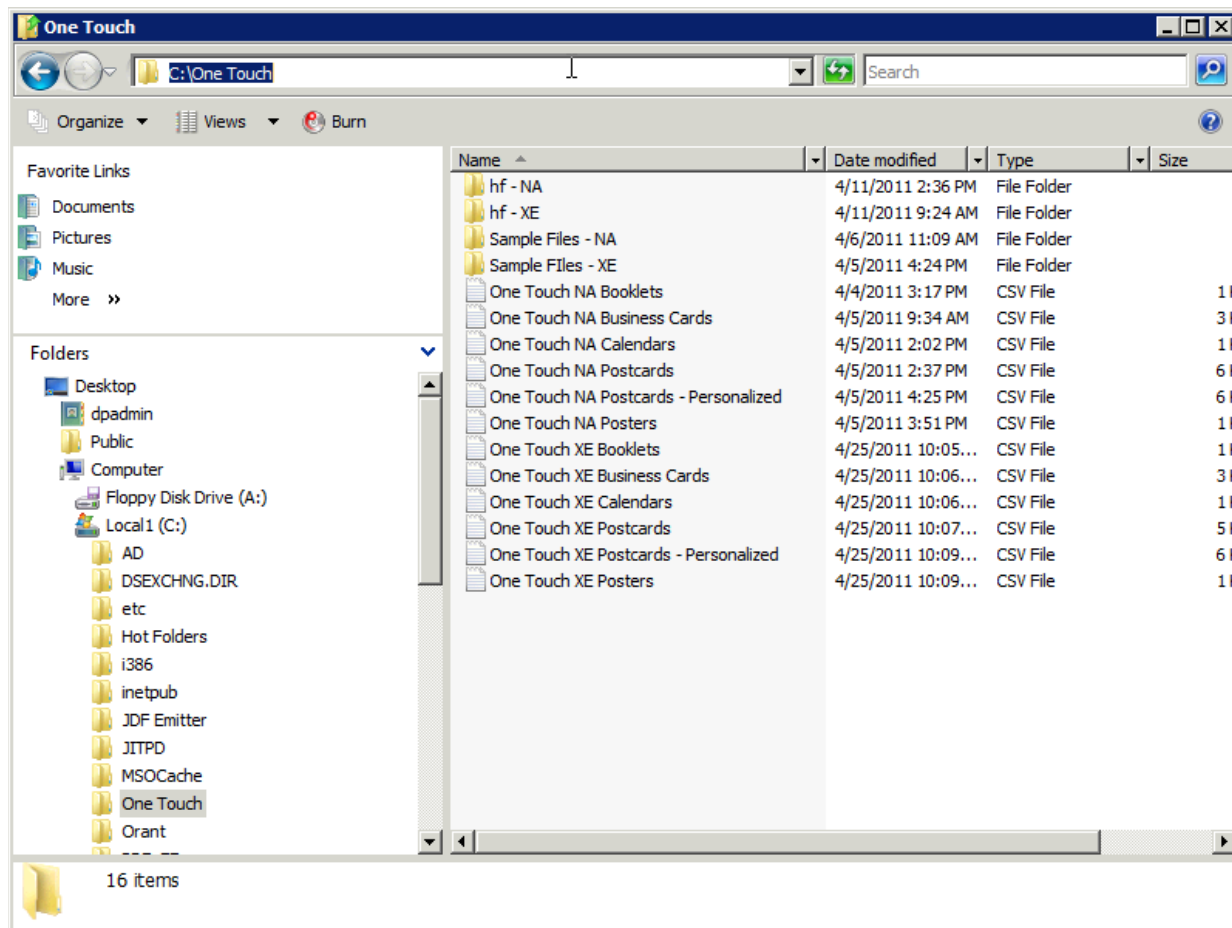 One Touch
C:\One Touch
Search
Organize Views Burn
Favorite Links
Documents
Pictures
Music
More »
Folders
Desktop
dpadmin
Public
Computer
Floppy Disk Drive (A:)
Local1 (C:)
AD
DSEXCHNG.DIR
etc
Hot Folders
i386
inetpub
JDF Emitter
JITPD
MSOCache
One Touch
Orant
Name Date modified Type Size
hf - NA 4/11/2011 2:36 PM File Folder
hf - XE 4/11/2011 9:24 AM File Folder
Sample Files - NA 4/6/2011 11:09 AM File Folder
Sample FIles - XE 4/5/2011 4:24 PM File Folder
One Touch NA Booklets 4/4/2011 3:17 PM CSV File 1
One Touch NA Business Cards 4/5/2011 9:34 AM CSV File 3
One Touch NA Calendars 4/5/2011 2:02 PM CSV File 1
One Touch NA Postcards 4/5/2011 2:37 PM CSV File 6
One Touch NA Postcards - Personalized 4/5/2011 4:25 PM CSV File 6
One Touch NA Posters 4/5/2011 3:51 PM CSV File 1
One Touch XE Booklets 4/25/2011 10:05... CSV File 1
One Touch XE Business Cards 4/25/2011 10:06... CSV File 3
One Touch XE Calendars 4/25/2011 10:06... CSV File 1
One Touch XE Postcards 4/25/2011 10:07... CSV File 5
One Touch XE Postcards - Personalized 4/25/2011 10:09... CSV File 6
One Touch XE Posters 4/25/2011 10:09... CSV File 1
16 items